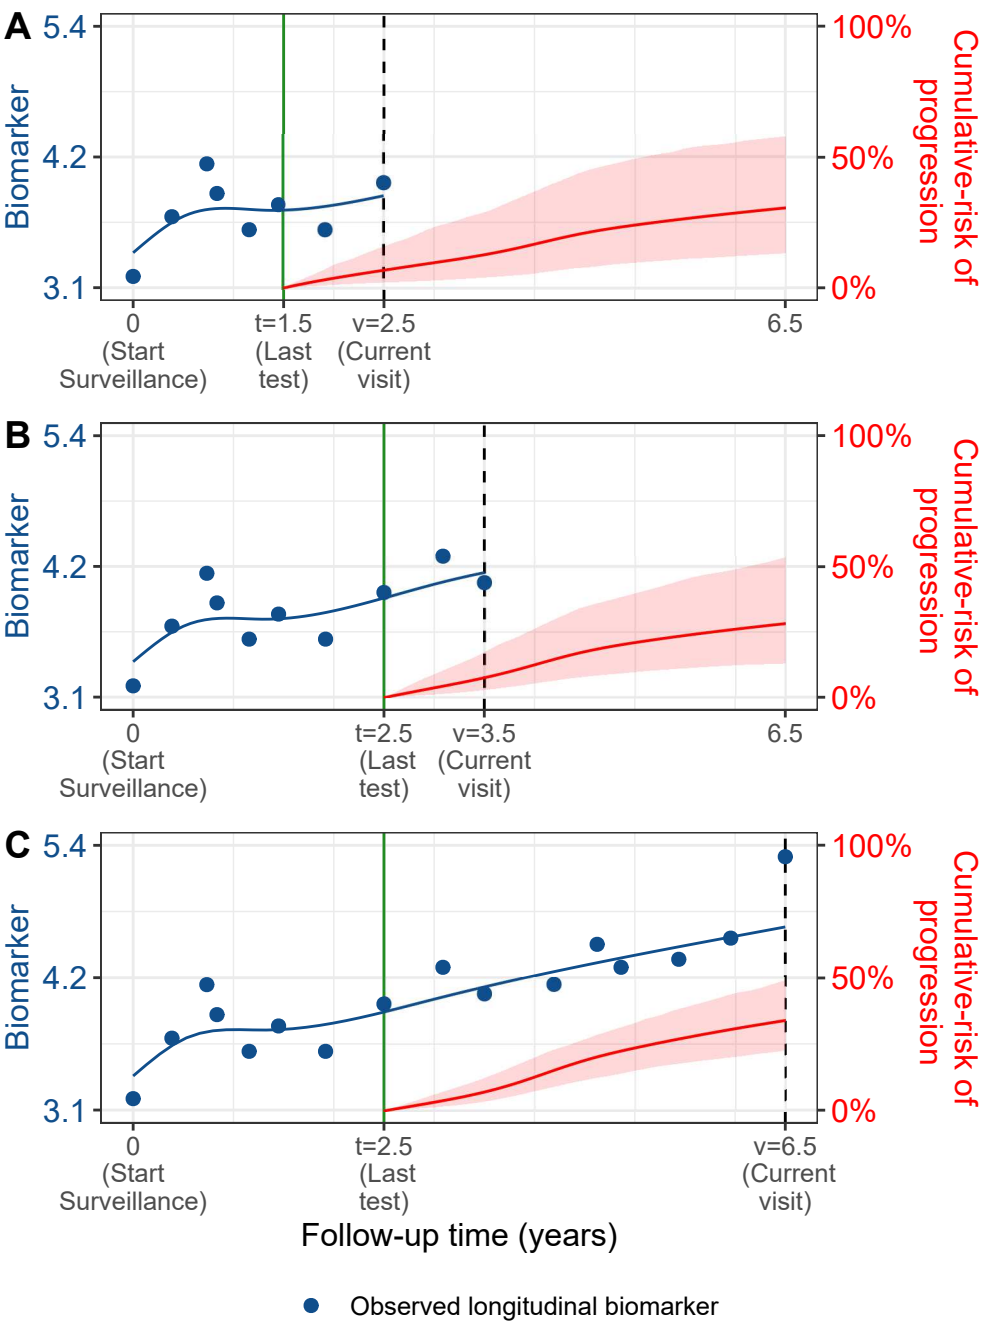 A
5.4
4.2
3.1
Biomarker
100%
50%
0%
Cumulative-risk of
progression
0
(Start
Surveillance)
t=1.5
(Last
test)
v=2.5
(Current
visit)
6.5
B
5.4
4.2
3.1
Biomarker
100%
50%
0%
Cumulative-risk of
progression
0
(Start
Surveillance)
t=2.5
(Last
test)
v=3.5
(Current
visit)
6.5
C
5.4
4.2
3.1
Biomarker
100%
50%
0%
Cumulative-risk of
progression
0
(Start
Surveillance)
t=2.5
(Last
test)
v=6.5
(Current
visit)
Follow-up time (years)
Observed longitudinal biomarker